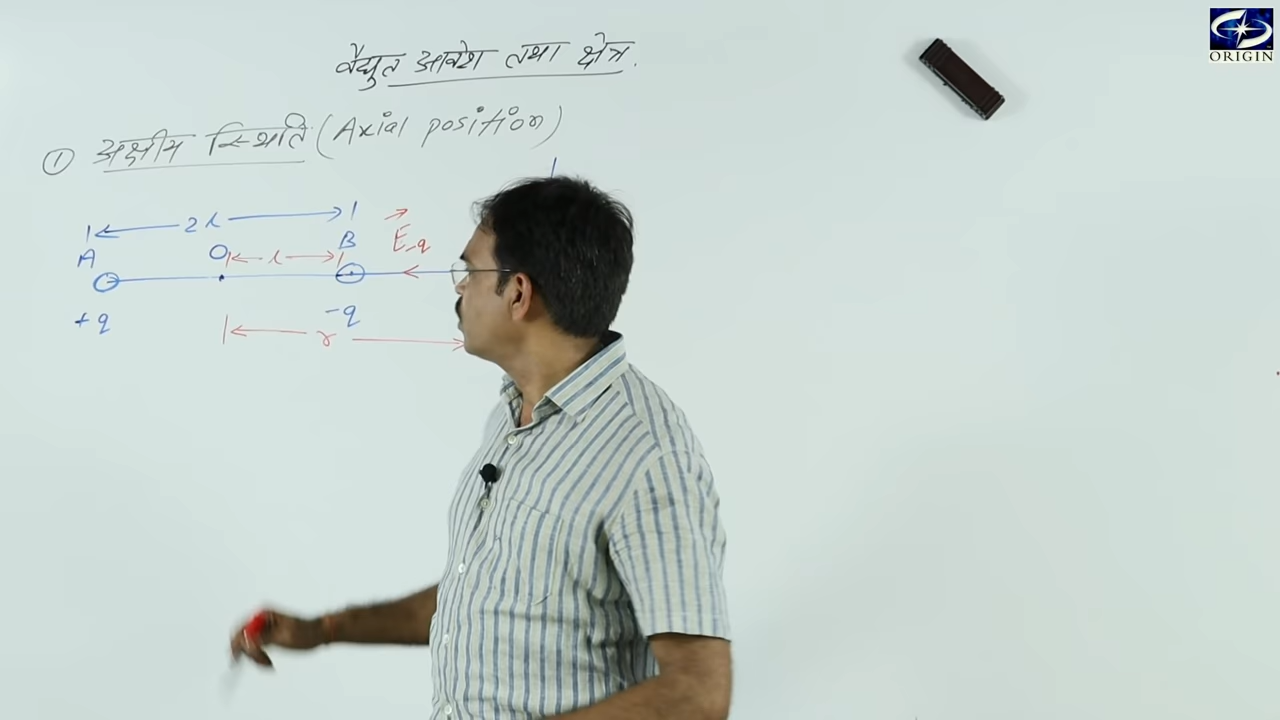 वैद्युत आवेश तथा क्षेत्र.
① अक्षीय स्थिति (Axial position)
2l
A O l B E-q
+q -q
r
ORIGIN